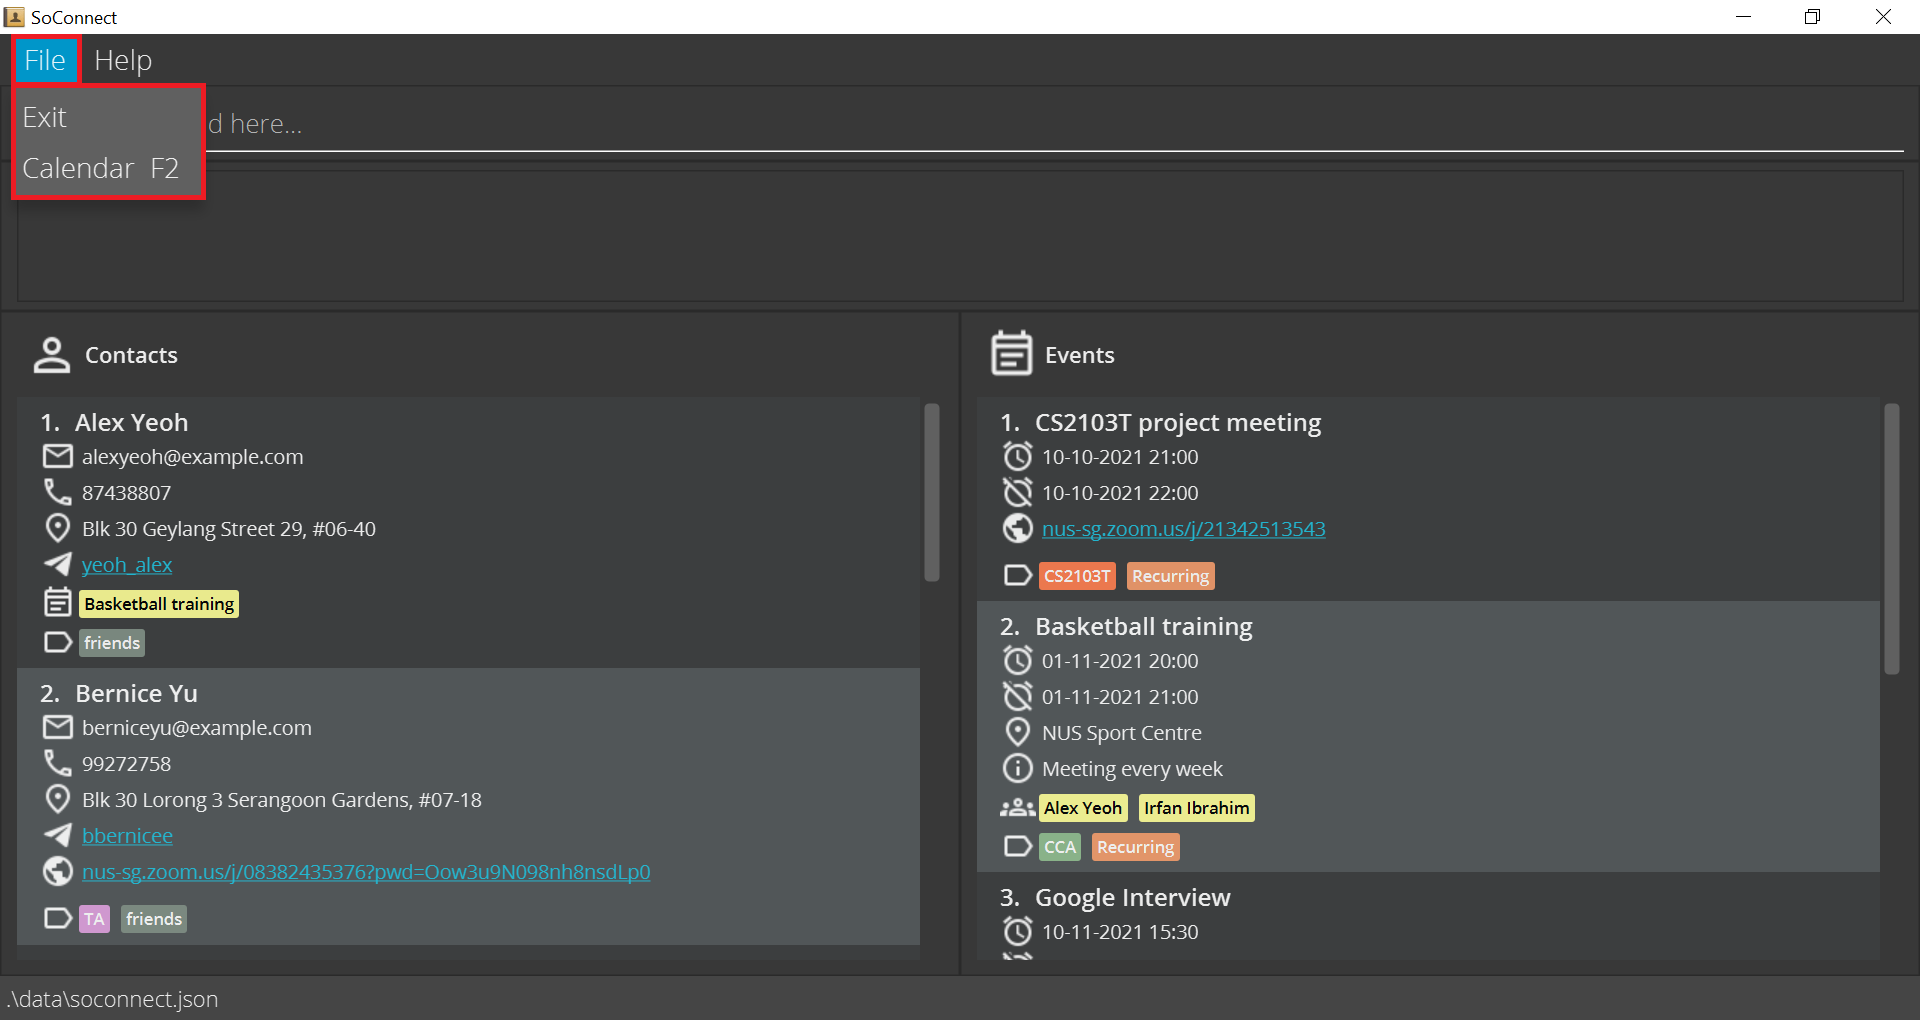 SoConnect
File Help
Exit
Calendar F2
d here...
Contacts
1. Alex Yeoh
alexyeoh@example.com
87438807
Blk 30 Geylang Street 29, #06-40
yeoh_alex
Basketball training
friends
2. Bernice Yu
berniceyu@example.com
99272758
Blk 30 Lorong 3 Serangoon Gardens, #07-18
bbernicee
nus-sg.zoom.us/j/08382435376?pwd=Oow3u9N098nh8nsdLp0
TA friends
Events
1. CS2103T project meeting
10-10-2021 21:00
10-10-2021 22:00
nus-sg.zoom.us/j/21342513543
CS2103T Recurring
2. Basketball training
01-11-2021 20:00
01-11-2021 21:00
NUS Sport Centre
Meeting every week
Alex Yeoh Irfan Ibrahim
CCA Recurring
3. Google Interview
10-11-2021 15:30
.\data\soconnect.json